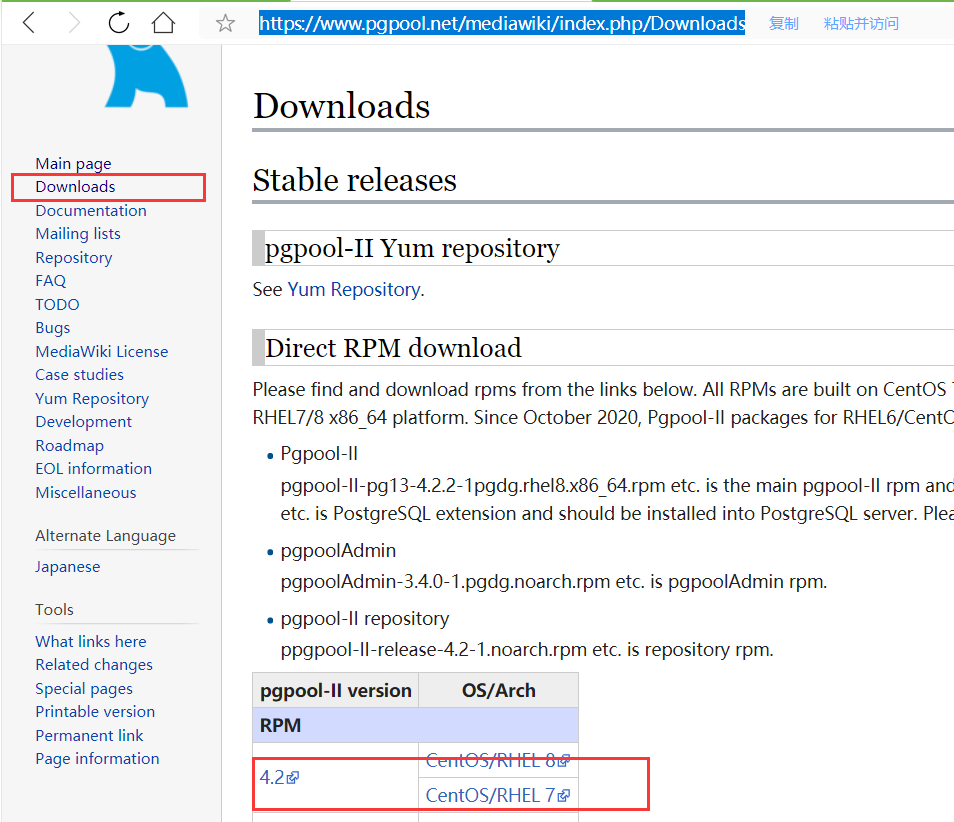 https://www.pgpool.net/mediawiki/index.php/Downloads 复制 粘贴并访问
Main page
Downloads
Documentation
Mailing lists
Repository
FAQ
TODO
Bugs
MediaWiki License
Case studies
Yum Repository
Development
Roadmap
EOL information
Miscellaneous
Alternate Language
Japanese
Tools
What links here
Related changes
Special pages
Printable version
Permanent link
Page information
Downloads
Stable releases
pgpool-II Yum repository
See Yum Repository.
Direct RPM download
Please find and download rpms from the links below. All RPMs are built on CentOS
RHEL7/8 x86_64 platform. Since October 2020, Pgpool-II packages for RHEL6/CentO
Pgpool-II
pgpool-II-pg13-4.2.2-1pgdg.rhel8.x86_64.rpm etc. is the main pgpool-II rpm and
etc. is PostgreSQL extension and should be installed into PostgreSQL server. Plea
pgpoolAdmin
pgpoolAdmin-3.4.0-1.pgdg.noarch.rpm etc. is pgpoolAdmin rpm.
pgpool-II repository
ppgpool-II-release-4.2-1.noarch.rpm etc. is repository rpm.
pgpool-II version OS/Arch
RPM
4.2 CentOS/RHEL 8
CentOS/RHEL 7